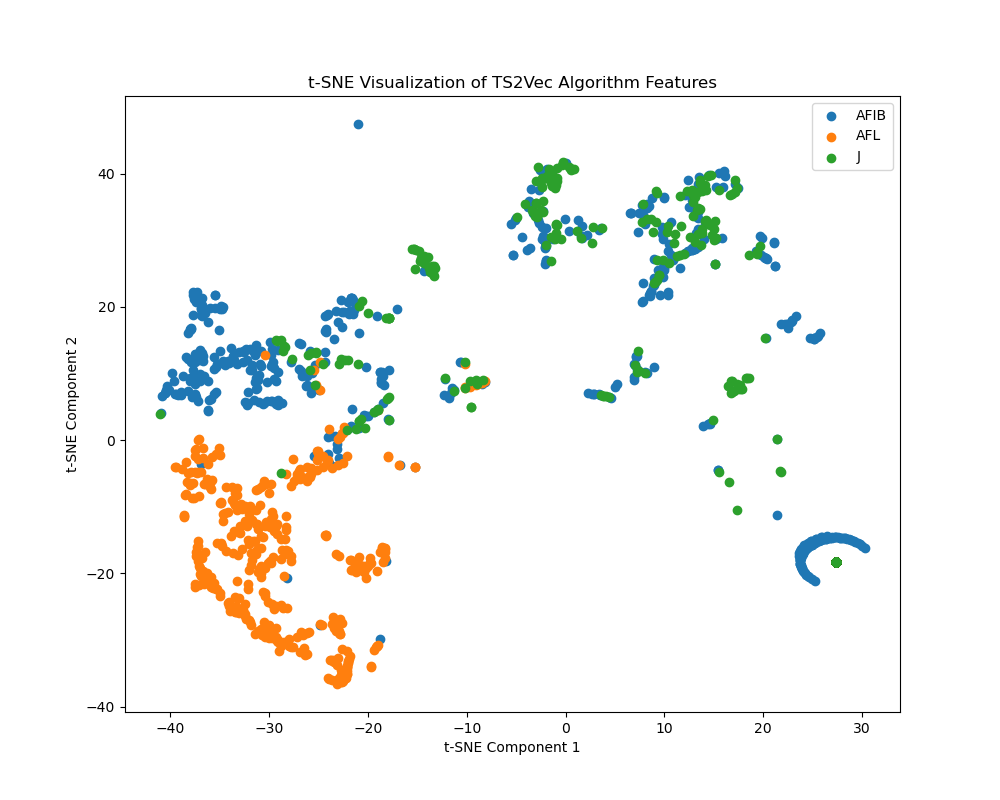 t-SNE Visualization of TS2Vec Algorithm Features
AFIB
AFL
J
40
20
0
−20
−40
t-SNE Component 2
−40 −30 −20 −10 0 10 20 30
t-SNE Component 1